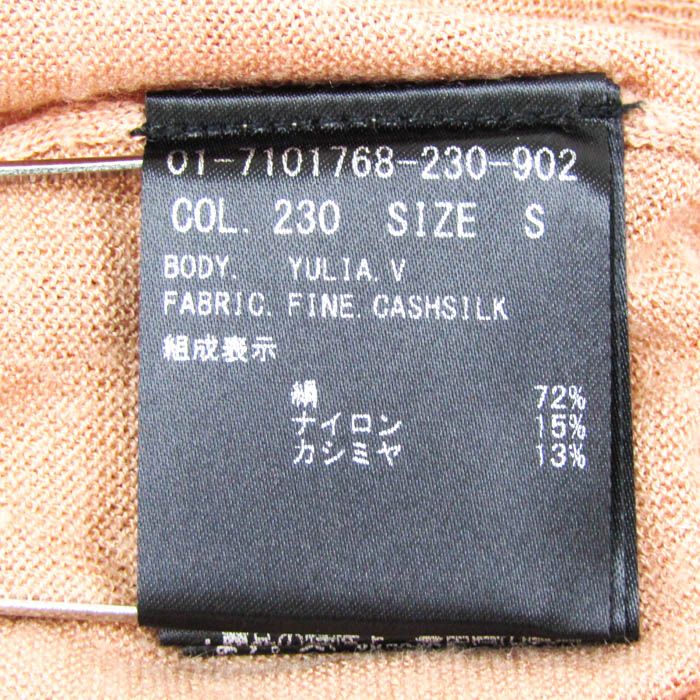 01-7101768-230-902
COL. 230 SIZE S
BODY. YULIA.V
FABRIC.FINE.CASHSILK
組成表示
絹 72%
ナイロン 15%
カシミヤ 13%